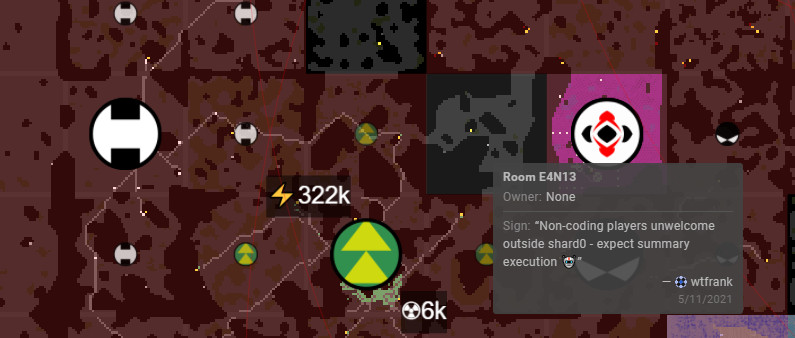 Room E4N13
Owner: None
322k
Sign: “Non-coding players unwelcome
outside shard0 - expect summary
execution ”
— wtfrank
5/11/2021
6k